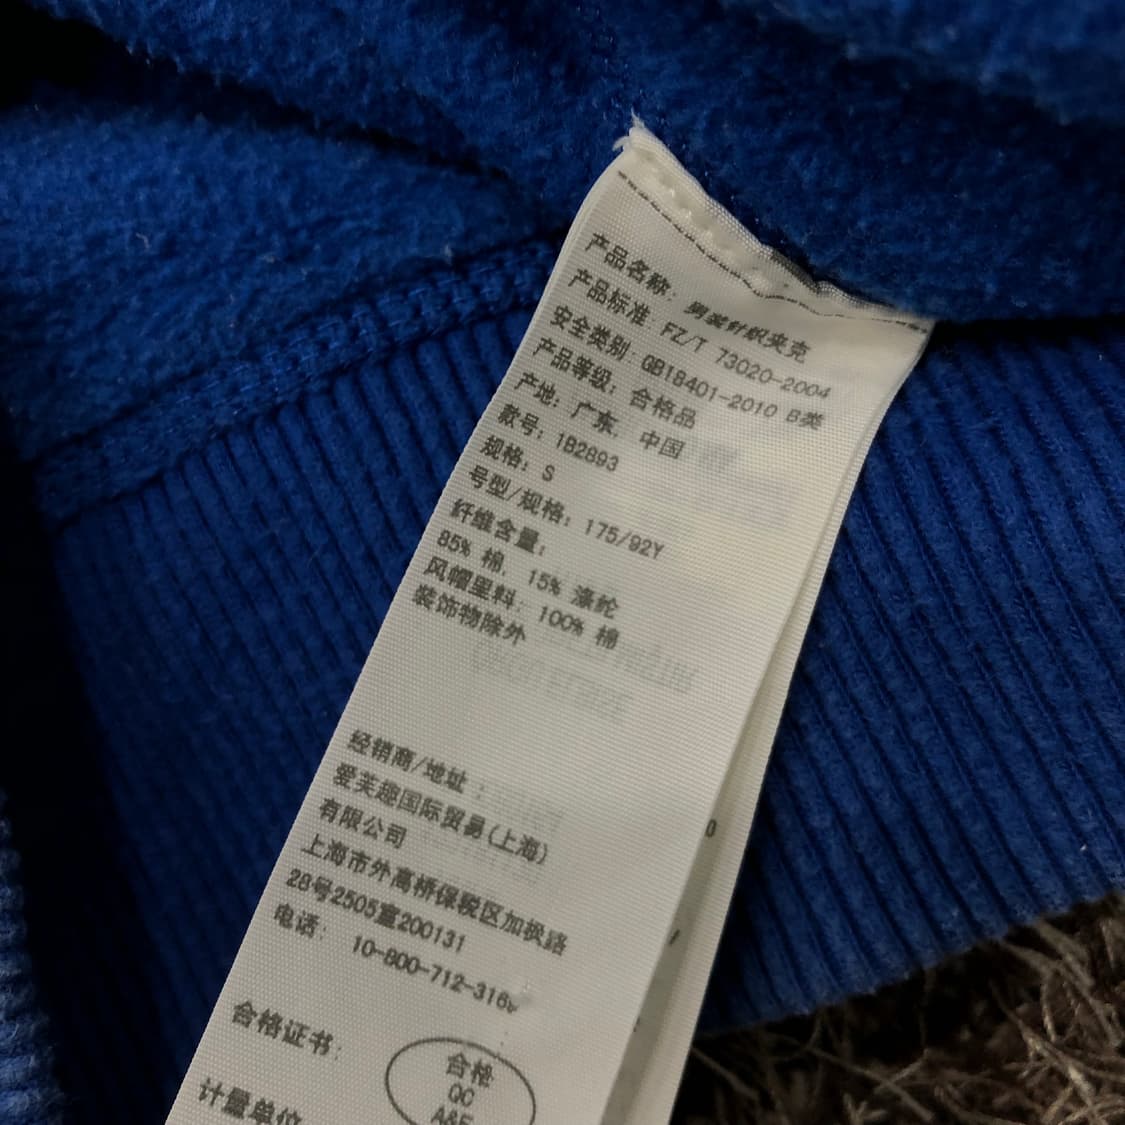 产品名称: 男装针织夹克
产品标准 FZ/T 73020-2004
安全类别: GB18401-2010 B类
产品等级: 合格品
产地: 广东, 中国
款号: 1B2893
规格: S
号型/规格: 175/92Y
纤维含量:
85% 棉, 15% 涤纶
风帽里料: 100% 棉
装饰物除外
经销商/地址:
爱芙趣国际贸易(上海)
有限公司
上海市外高桥保税区加枫路
28号2505室200131
电话: 10-800-712-316
合格证书:
合格
QC
A&F
计量单位